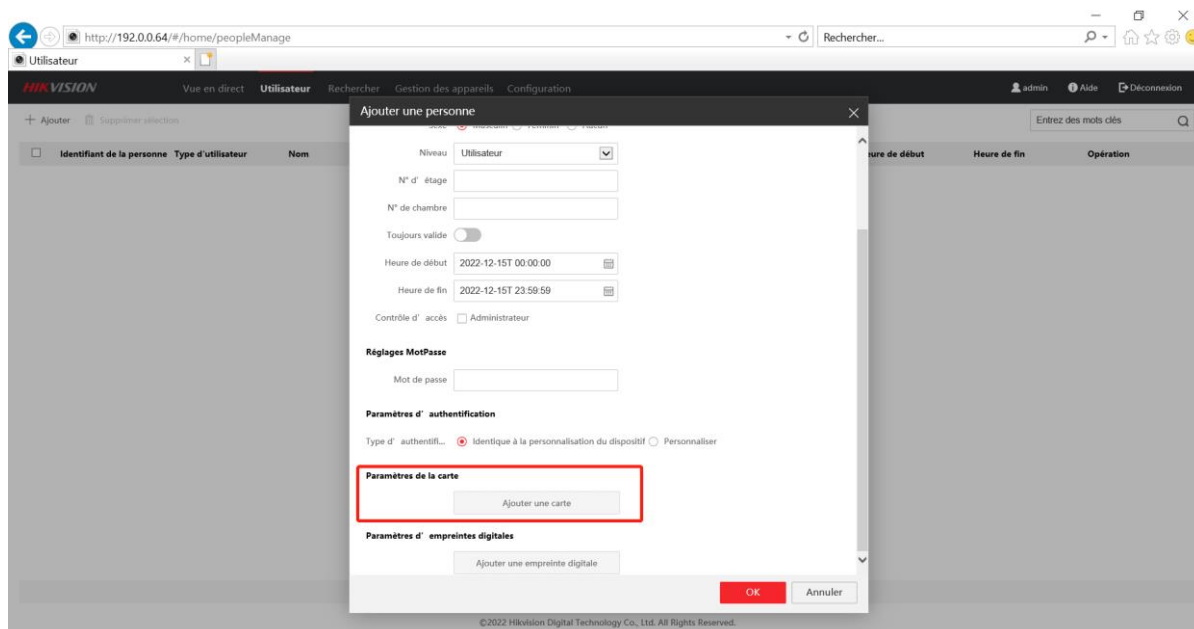 http://192.0.0.64/#/home/peopleManage
Rechercher...
Utilisateur
HIKVISION Vue en direct Utilisateur Rechercher Gestion des appareils Configuration admin Aide Déconnexion
Ajouter une personne
Ajouter Supprimer sélection
Entrez des mots clés
Sexe Masculin Féminin Aucun
Identifiant de la personne Type d'utilisateur Nom
Heure de fin Opération
Niveau Utilisateur
N° d' étage
N° de chambre
Toujours valide
Heure de début 2022-12-15T 00:00:00
Heure de fin 2022-12-15T 23:59:59
Contrôle d' accès Administrateur
Réglages MotPasse
Mot de passe
Paramètres d' authentification
Type d' authentifi... Identique à la personnalisation du dispositif Personnaliser
Paramètres de la carte
Ajouter une carte
Paramètres d' empreintes digitales
Ajouter une empreinte digitale
OK Annuler
©2022 Hikvision Digital Technology Co., Ltd. All Rights Reserved.